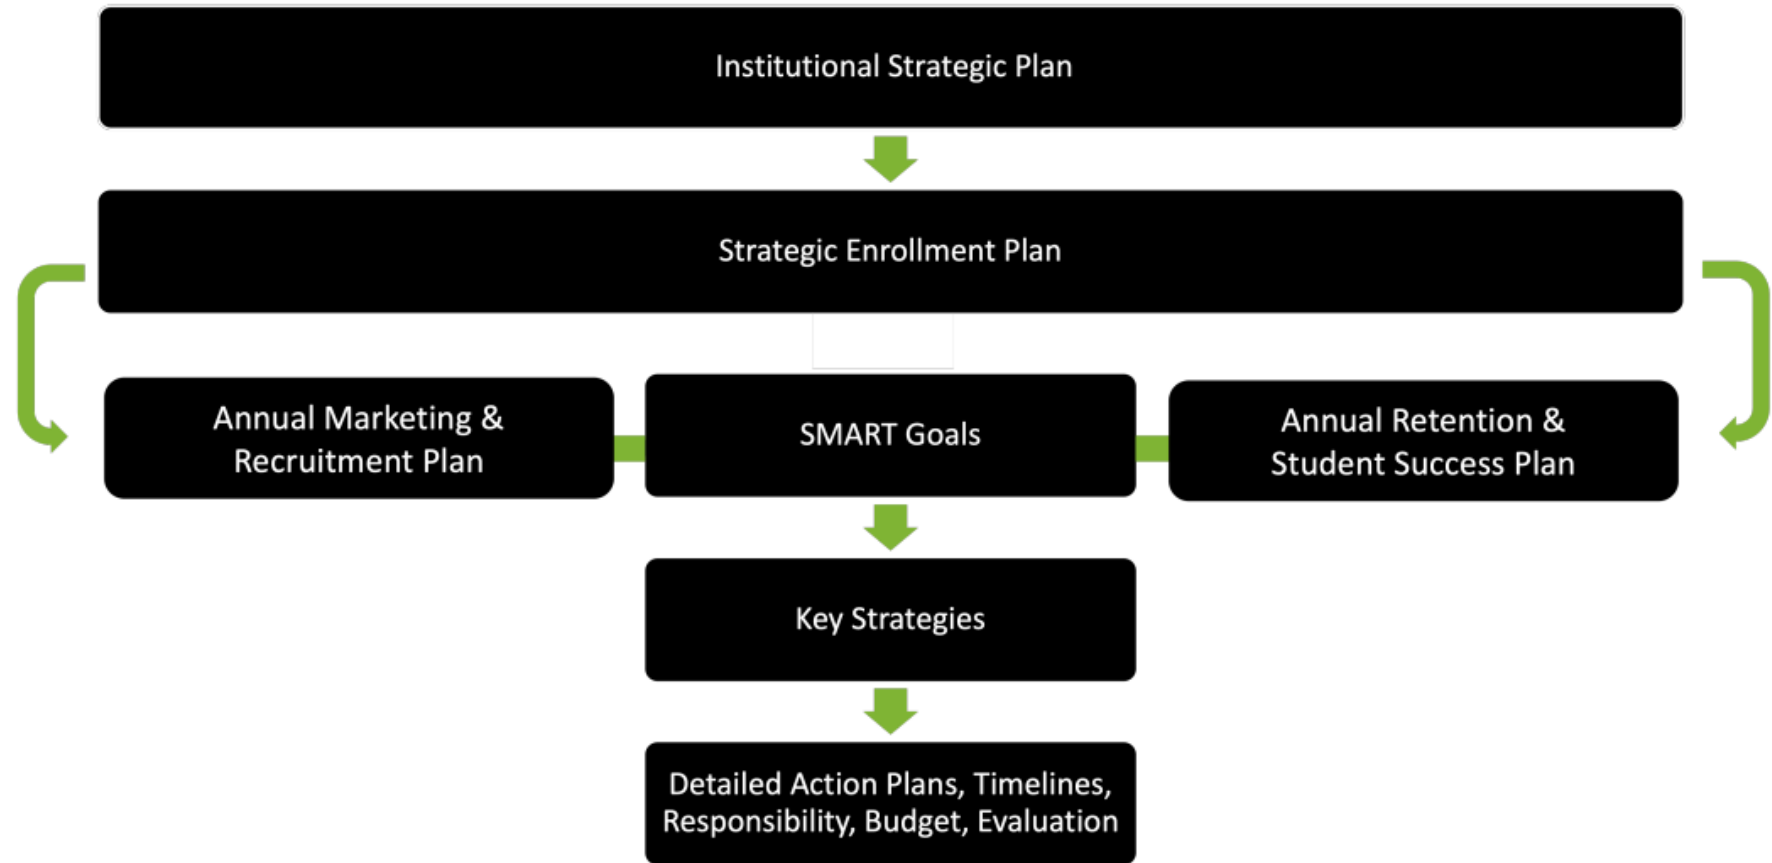 Institutional Strategic Plan
Strategic Enrollment Plan
Annual Marketing &
Recruitment Plan
SMART Goals
Annual Retention &
Student Success Plan
Key Strategies
Detailed Action Plans, Timelines,
Responsibility, Budget, Evaluation